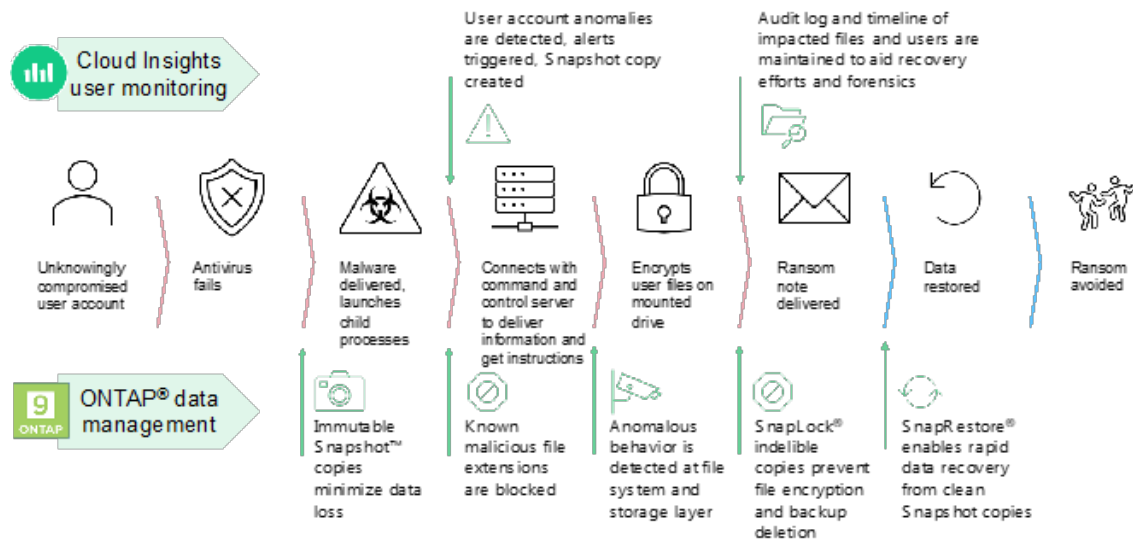 User account anomalies
are detected, alerts
triggered, Snapshot copy
created
Audit log and timeline of
impacted files and users are
maintained to aid recovery
efforts and forensics
Cloud Insights
user monitoring
Unknowingly
compromised
user account
Antivirus
fails
Malware
delivered,
launches
child
processes
Connects with
command and
control server
to deliver
information and
get instructions
Encrypts
user files on
mounted
drive
Ransom
note
delivered
Data
restored
Ransom
avoided
9
ONTAP
ONTAP® data
management
Immutable
Snapshot™
copies
minimize data
loss
Known
malicious file
extensions
are blocked
Anomalous
behavior is
detected at file
system and
storage layer
SnapLock®
indelible
copies prevent
file encryption
and backup
deletion
SnapRestore®
enables rapid
data recovery
from clean
Snapshot copies